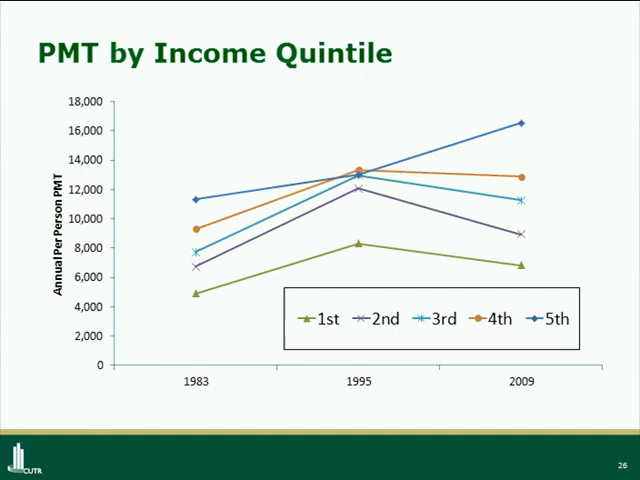 PMT by Income Quintile
18,000
16,000
14,000
12,000
10,000
8,000
6,000
4,000
2,000
0
Annual Per Person PMT
1st 2nd 3rd 4th 5th
1983 1995 2009
CUTR
26